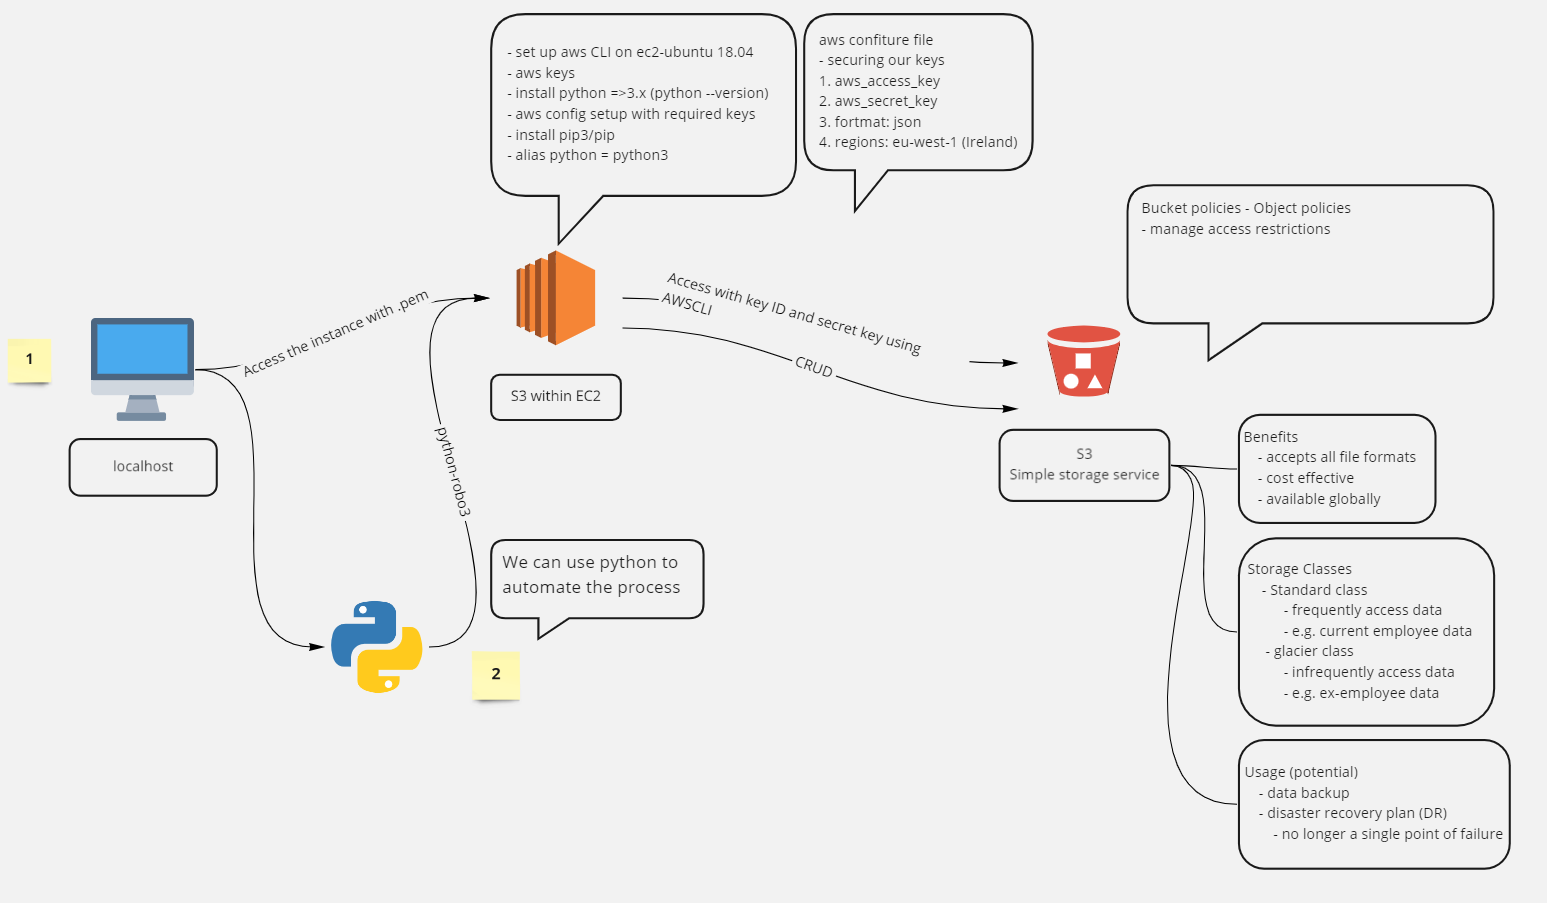 - set up aws CLI on ec2-ubuntu 18.04
- aws keys
- install python =>3.x (python --version)
- aws config setup with required keys
- install pip3/pip
- alias python = python3
aws confiture file
- securing our keys
1. aws_access_key
2. aws_secret_key
3. fortmat: json
4. regions: eu-west-1 (Ireland)
Bucket policies - Object policies
- manage access restrictions
1
localhost
Access the instance with .pem
S3 within EC2
Access with key ID and secret key using
AWSCLI
CRUD
python-robo3
We can use python to
automate the process
2
S3
Simple storage service
Benefits
- accepts all file formats
- cost effective
- available globally
Storage Classes
- Standard class
- frequently access data
- e.g. current employee data
- glacier class
- infrequently access data
- e.g. ex-employee data
Usage (potential)
- data backup
- disaster recovery plan (DR)
- no longer a single point of failure